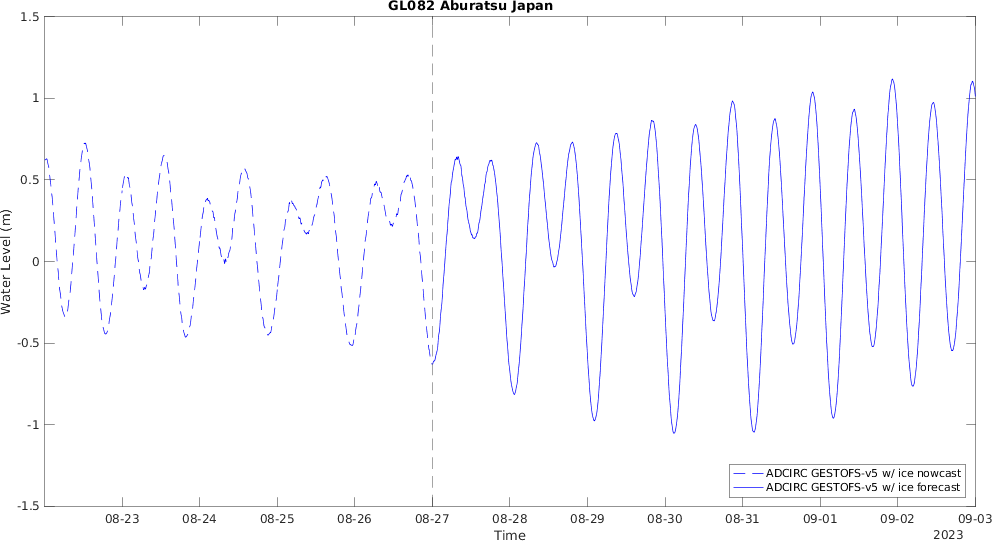 GL082 Aburatsu Japan
1.5
1
0.5
0
-0.5
-1
-1.5
Water Level (m)
ADCIRC GESTOFS-v5 w/ ice nowcast
ADCIRC GESTOFS-v5 w/ ice forecast
08-23 08-24 08-25 08-26 08-27 08-28 08-29 08-30 08-31 09-01 09-02 09-03
Time
2023